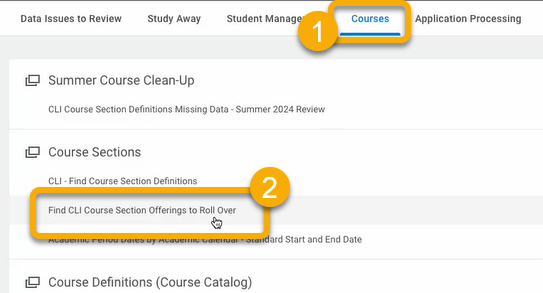 Data Issues to Review Study Away Student Manage Courses Application Processing
1
Summer Course Clean-Up
CLI Course Section Definitions Missing Data - Summer 2024 Review
Course Sections
CLI - Find Course Section Definitions
2
Find CLI Course Section Offerings to Roll Over
Academic Period Dates by Academic Calendar - Standard Start and End Date
Course Definitions (Course Catalog)